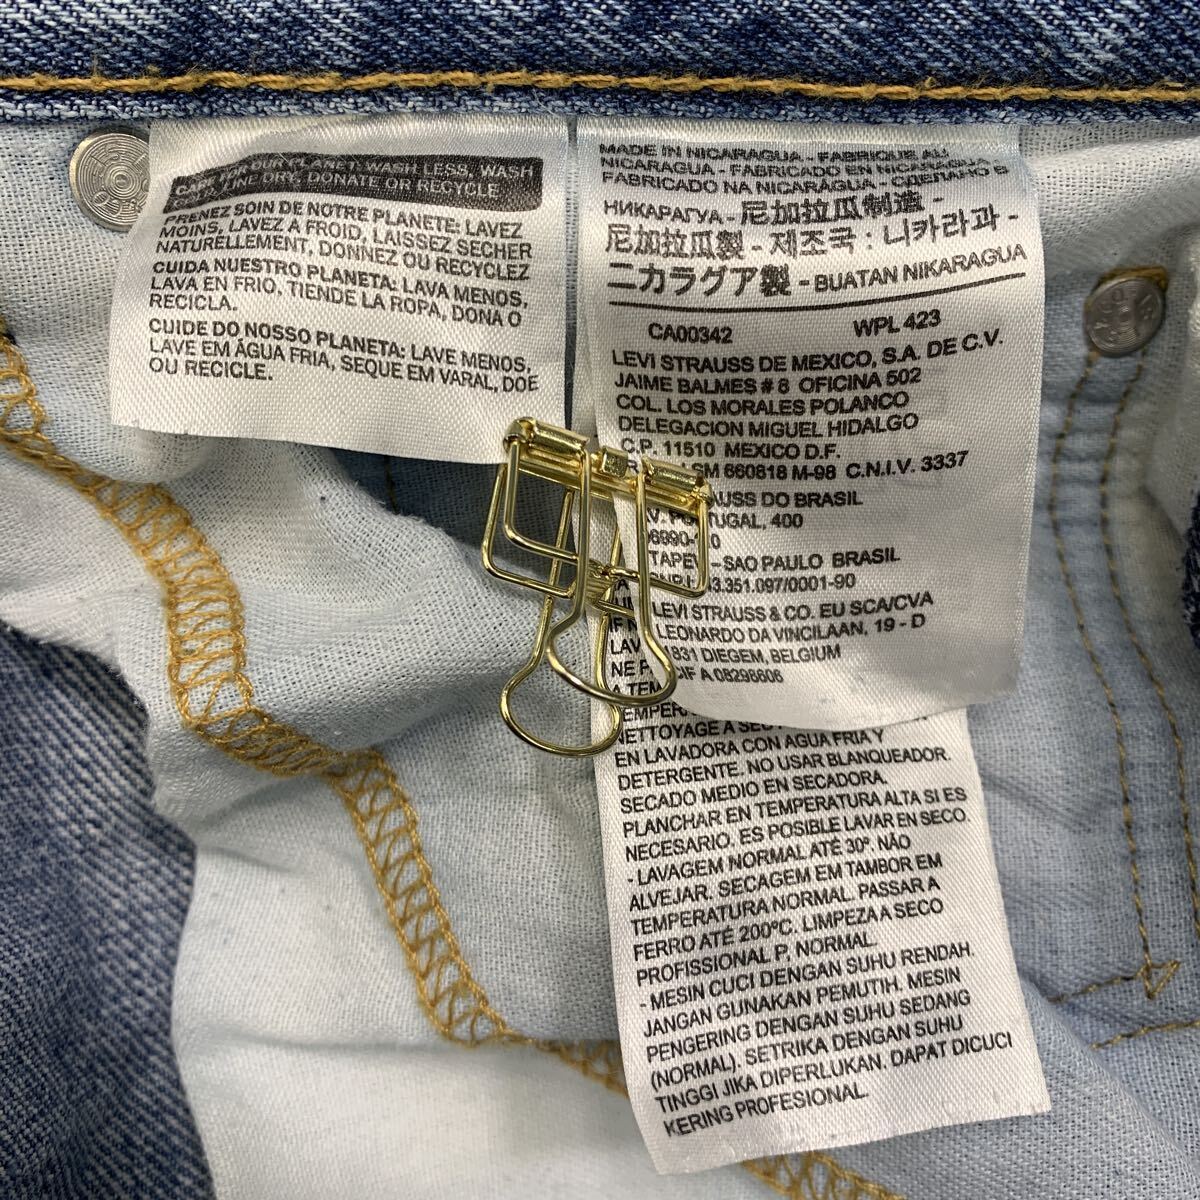 CARE FOR OUR PLANET: WASH LESS, WASH
LINE DRY, DONATE OR RECYCLE
PRENEZ SOIN DE NOTRE PLANETE: LAVEZ
MOINS, LAVEZ A FROID, LAISSEZ SECHER
NATURELLEMENT, DONNEZ OU RECYCLEZ
CUIDA NUESTRO PLANETA: LAVA MENOS,
LAVA EN FRIO, TIENDE LA ROPA, DONA O
RECICLA.
CUIDE DO NOSSO PLANETA: LAVE MENOS,
LAVE EM ÁGUA FRIA, SEQUE EM VARAL, DOE
OU RECICLE.
MADE IN NICARAGUA - FABRIQUE AU
NICARAGUA - FABRICADO EN NICARAGUA -
FABRICADO NA NICARÁGUA - СДЕЛАНО В
НИКАРАГУА - 尼加拉瓜制造 -
尼加拉瓜製 - 제조국 : 니카라과 -
ニカラグア製 - BUATAN NIKARAGUA
CA00342 WPL 423
LEVI STRAUSS DE MEXICO, S.A. DE C.V.
JAIME BALMES # 8 OFICINA 502
COL. LOS MORALES POLANCO
DELEGACION MIGUEL HIDALGO
C.P. 11510 MEXICO D.F.
SM 660818 M-98 C.N.I.V. 3337
DO BRASIL
400
SAO PAULO BRASIL
.351.097/0001-90
LEVI STRAUSS & CO. EU SCA/CVA
LEONARDO DA VINCILAAN, 19 - D
1831 DIEGEM, BELGIUM
CIF A 08298606
NETTOYAGE A
EN LAVADORA CON AGUA FRIA Y
DETERGENTE. NO USAR BLANQUEADOR.
SECADO MEDIO EN SECADORA.
PLANCHAR EN TEMPERATURA ALTA SI ES
NECESARIO. ES POSIBLE LAVAR EN SECO.
- LAVAGEM NORMAL ATÉ 30º. NÃO
ALVEJAR. SECAGEM EM TAMBOR EM
TEMPERATURA NORMAL. PASSAR A
FERRO ATÉ 200ºC. LIMPEZA A SECO
PROFISSIONAL P, NORMAL.
- MESIN CUCI DENGAN SUHU RENDAH.
JANGAN GUNAKAN PEMUTIH. MESIN
PENGERING DENGAN SUHU SEDANG
(NORMAL). SETRIKA DENGAN SUHU
TINGGI JIKA DIPERLUKAN. DAPAT DICUCI
KERING PROFESIONAL.